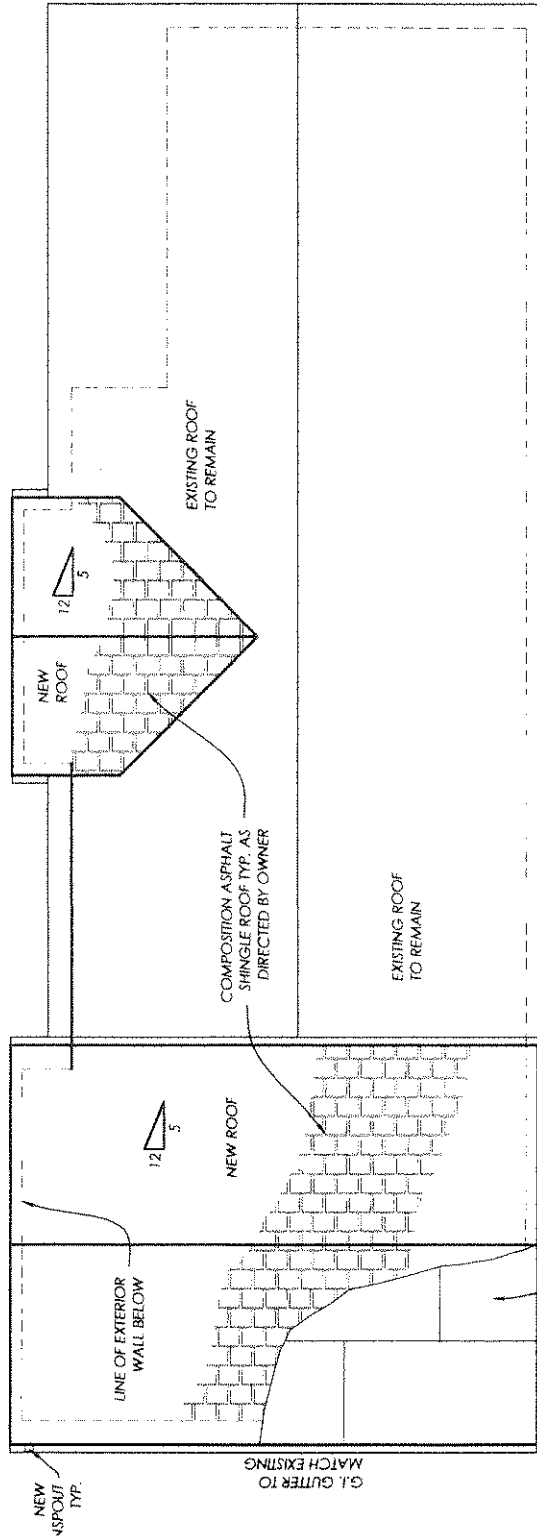 NEW
NSPOUT
TYP.
LINE OF EXTERIOR
WALL BELOW
12
5
NEW ROOF
G.I. GUTTER TO
MATCH EXISTING
COMPOSITION ASPHALT
SHINGLE ROOF TYP. AS
DIRECTED BY OWNER
NEW
ROOF
12
5
EXISTING ROOF
TO REMAIN
EXISTING ROOF
TO REMAIN